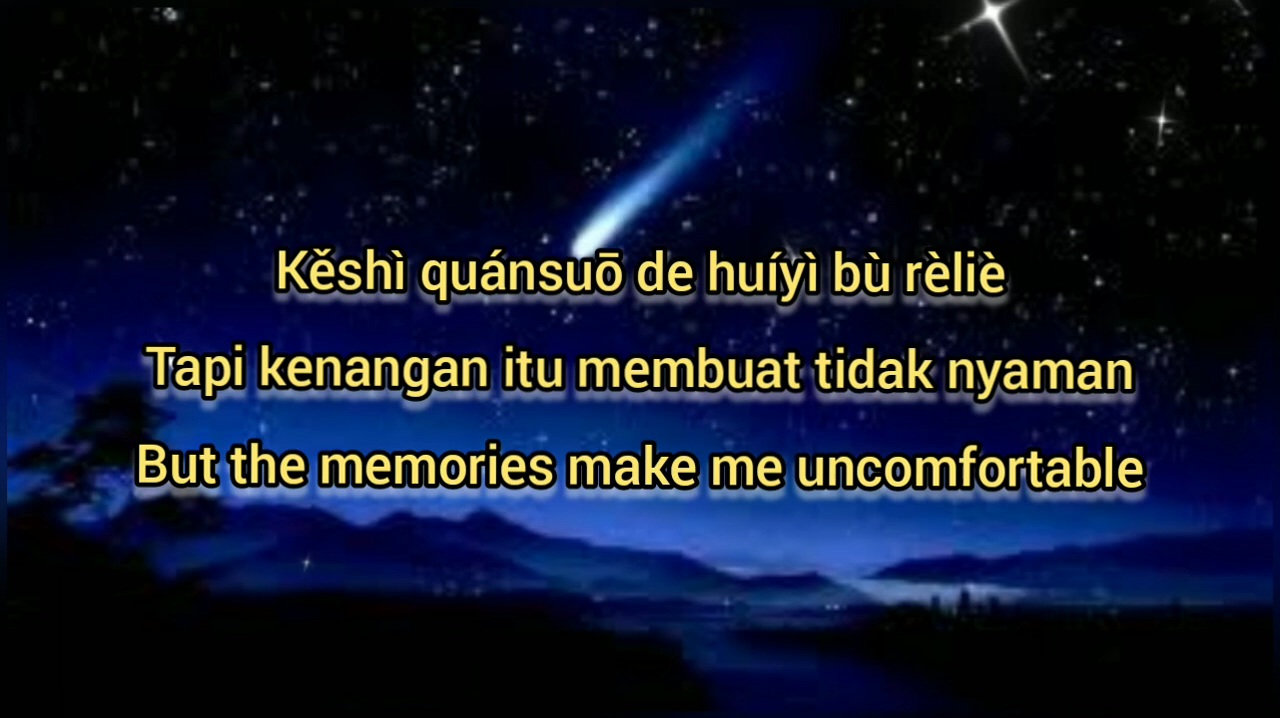 Kěshì quánsuō de huíyì bù rèliè
Tapi kenangan itu membuat tidak nyaman
But the memories make me uncomfortable